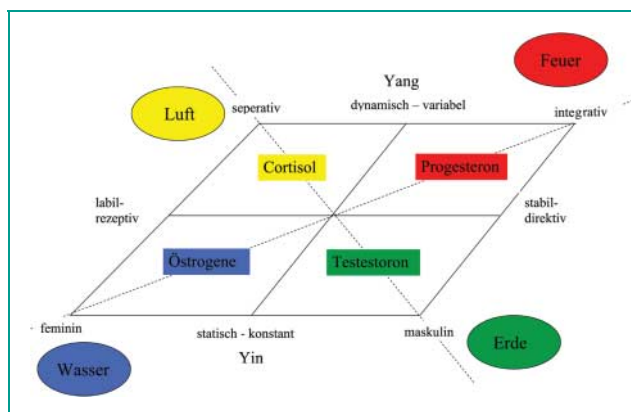 Feuer
Yang
Luft
seperativ
dynamisch – variabel
integrativ
Cortisol
Progesteron
labil-
rezeptiv
stabil-
direktiv
Östrogene
Testestoron
feminin
statisch - konstant
maskulin
Yin
Wasser
Erde